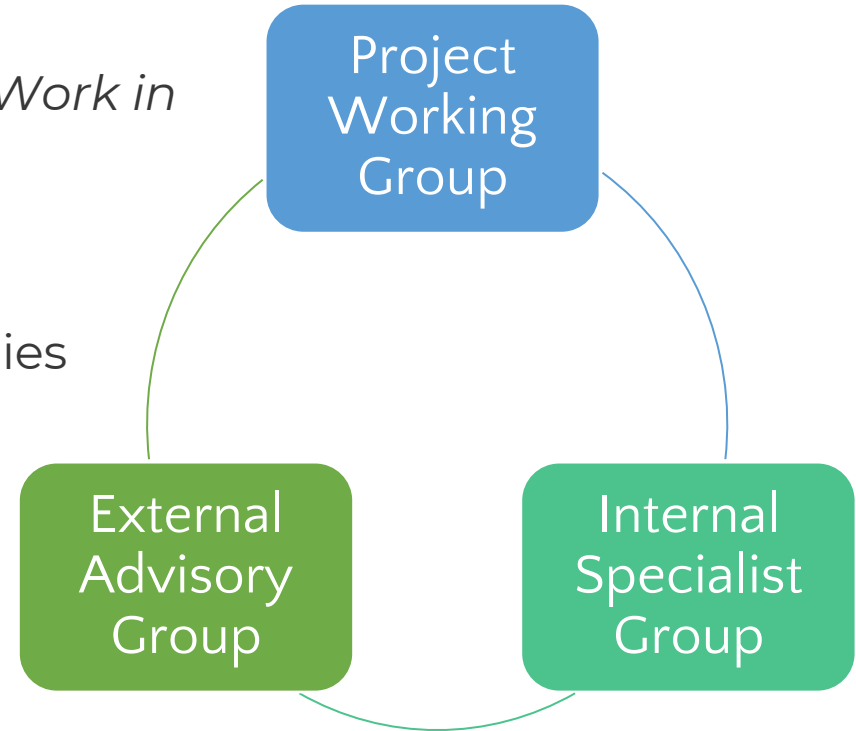 Work in
Project
Working
Group
ies
External
Advisory
Group
Internal
Specialist
Group